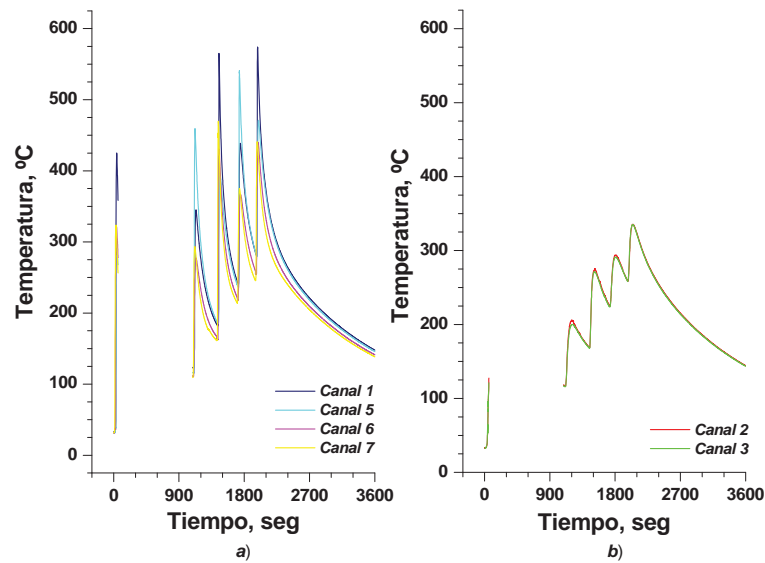 600
500
400
300
200
100
0
Temperatura, ºC
0 900 1800 2700 3600
Tiempo, seg
Canal 1
Canal 5
Canal 6
Canal 7
a)
600
500
400
300
200
100
0
Temperatura, ºC
0 900 1800 2700 3600
Tiempo, seg
Canal 2
Canal 3
b)